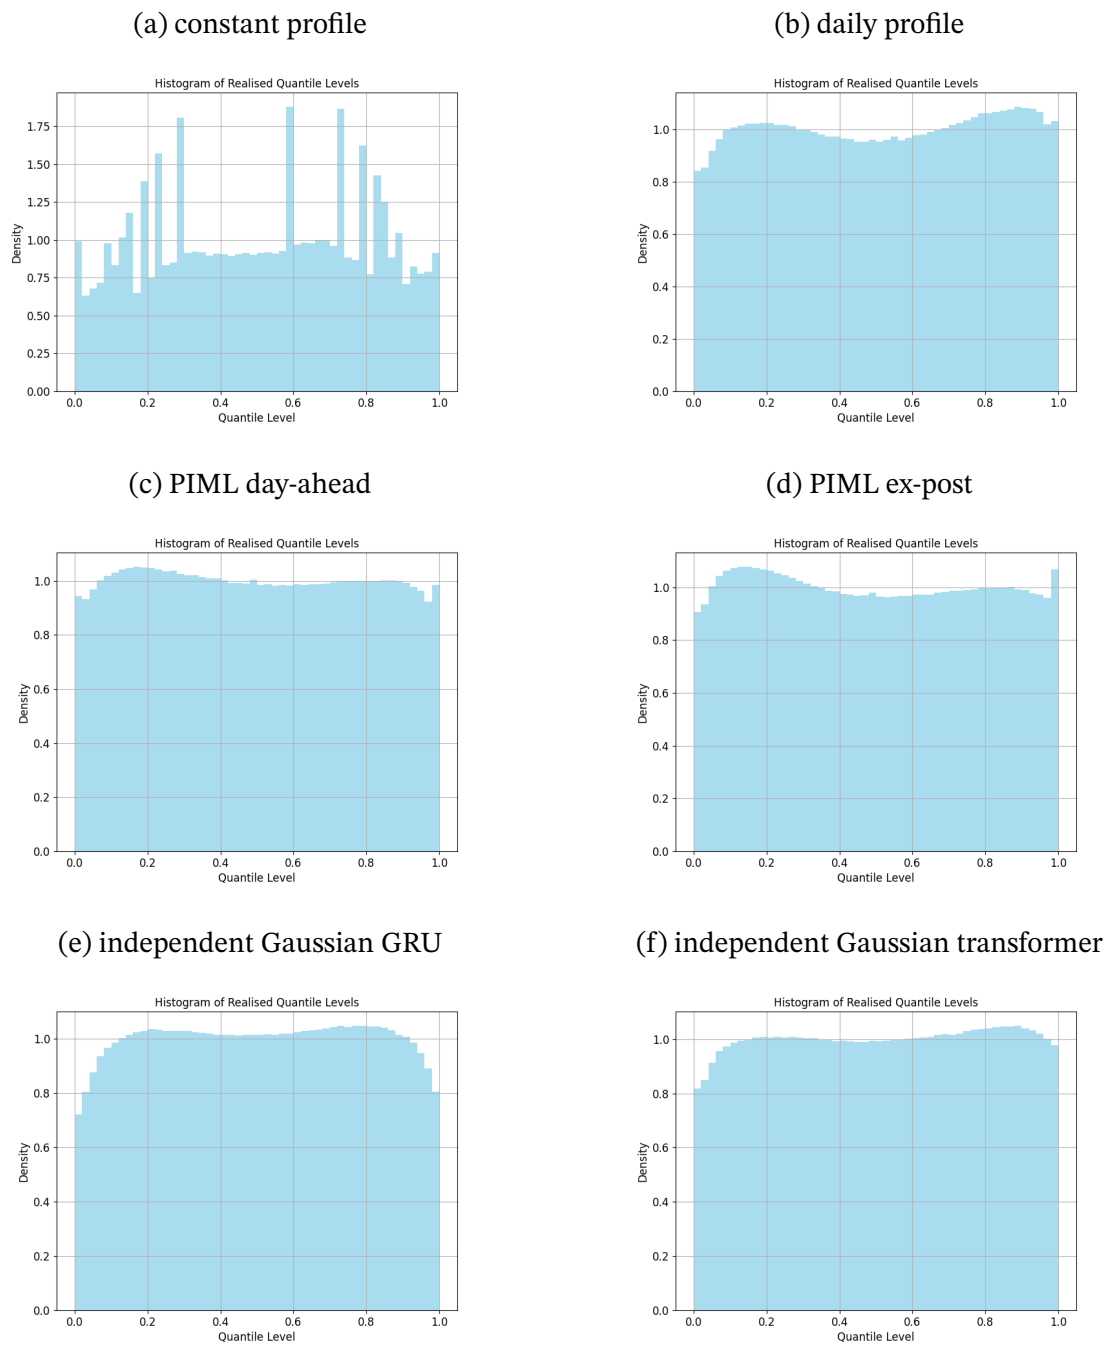 (a) constant profile
(b) daily profile
Histogram of Realised Quantile Levels
Density
1.75
1.50
1.25
1.00
0.75
0.50
0.25
0.00
0.0 0.2 0.4 0.6 0.8 1.0
Quantile Level
Histogram of Realised Quantile Levels
Density
1.0
0.8
0.6
0.4
0.2
0.0
0.0 0.2 0.4 0.6 0.8 1.0
Quantile Level
(c) PIML day-ahead
(d) PIML ex-post
Histogram of Realised Quantile Levels
Density
1.0
0.8
0.6
0.4
0.2
0.0
0.0 0.2 0.4 0.6 0.8 1.0
Quantile Level
Histogram of Realised Quantile Levels
Density
1.0
0.8
0.6
0.4
0.2
0.0
0.0 0.2 0.4 0.6 0.8 1.0
Quantile Level
(e) independent Gaussian GRU
(f) independent Gaussian transformer
Histogram of Realised Quantile Levels
Density
1.0
0.8
0.6
0.4
0.2
0.0
0.0 0.2 0.4 0.6 0.8 1.0
Quantile Level
Histogram of Realised Quantile Levels
Density
1.0
0.8
0.6
0.4
0.2
0.0
0.0 0.2 0.4 0.6 0.8 1.0
Quantile Level